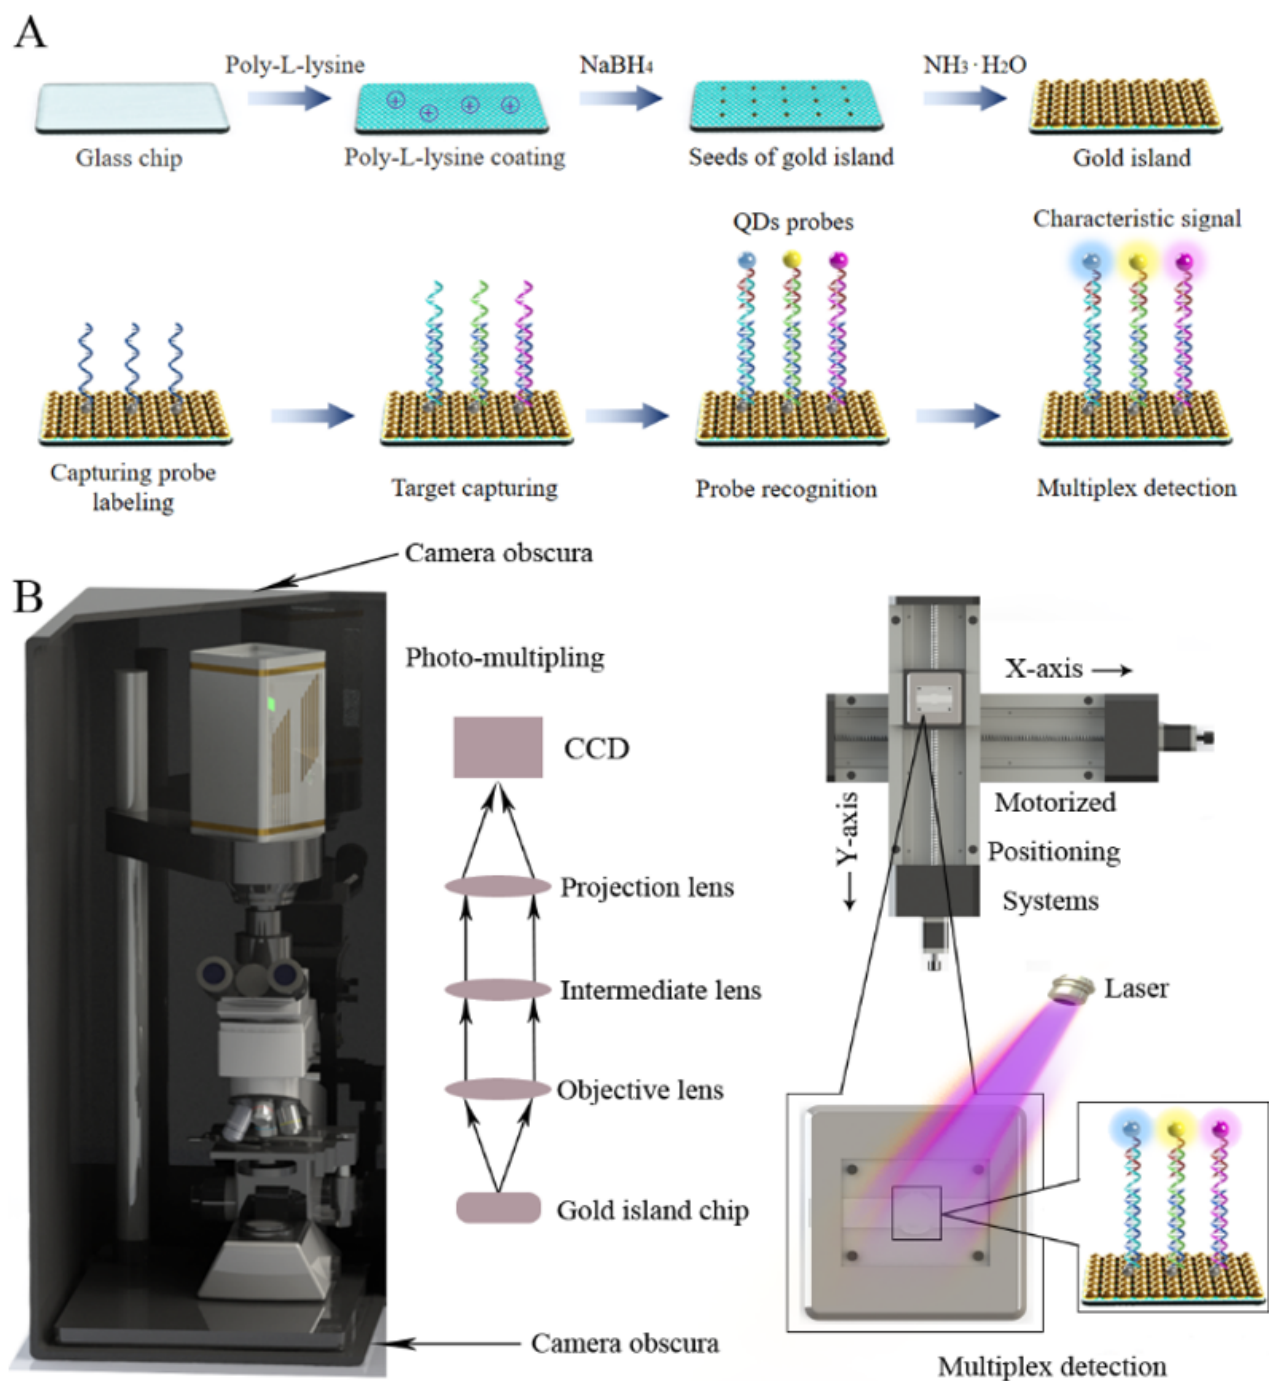 A
Poly-L-lysine
NaBH4
NH3·H2O
Glass chip
Poly-L-lysine coating
Seeds of gold island
Gold island
QDs probes
Characteristic signal
Capturing probe
labeling
Target capturing
Probe recognition
Multiplex detection
B
Camera obscura
Photo-multipling
CCD
Projection lens
Intermediate lens
Objective lens
Gold island chip
Camera obscura
X-axis
Y-axis
Motorized
Positioning
Systems
Laser
Multiplex detection